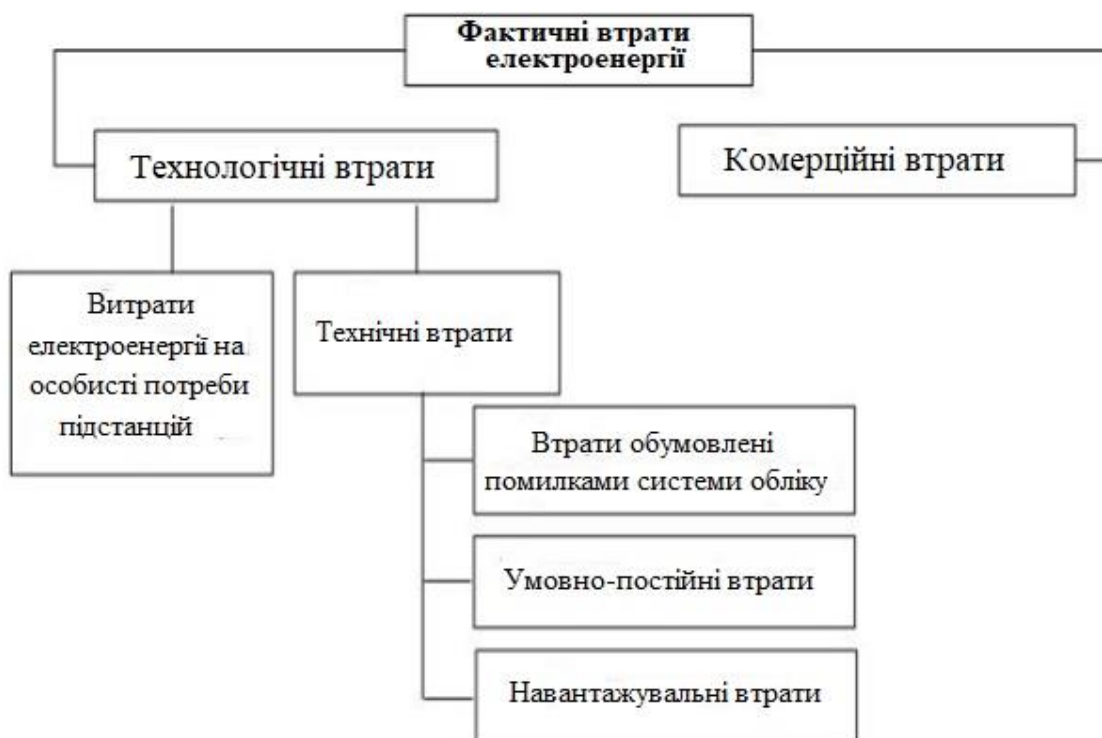 Фактичні втрати
електроенергії
Технологічні втрати
Комерційні втрати
Витрати
електроенергії на
особисті потреби
підстанцій
Технічні втрати
Втрати обумовлені
помилками системи обліку
Умовно-постійні втрати
Навантажувальні втрати